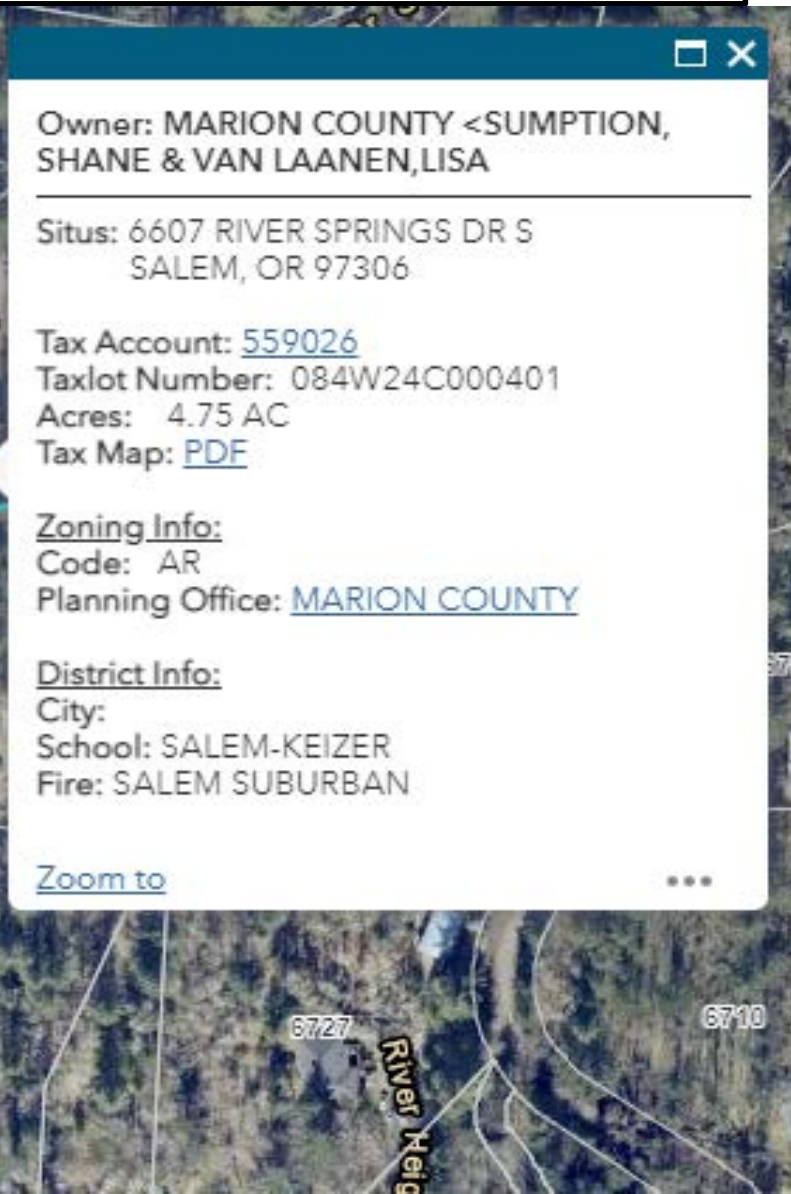 Owner: MARION COUNTY <SUMPTION,
SHANE & VAN LAANEN,LISA
Situs: 6607 RIVER SPRINGS DR S
SALEM, OR 97306
Tax Account: 559026
Taxlot Number: 084W24C000401
Acres: 4.75 AC
Tax Map: PDF
Zoning Info:
Code: AR
Planning Office: MARION COUNTY
District Info:
City:
School: SALEM-KEIZER
Fire: SALEM SUBURBAN
Zoom to
6727
6710
River Heig